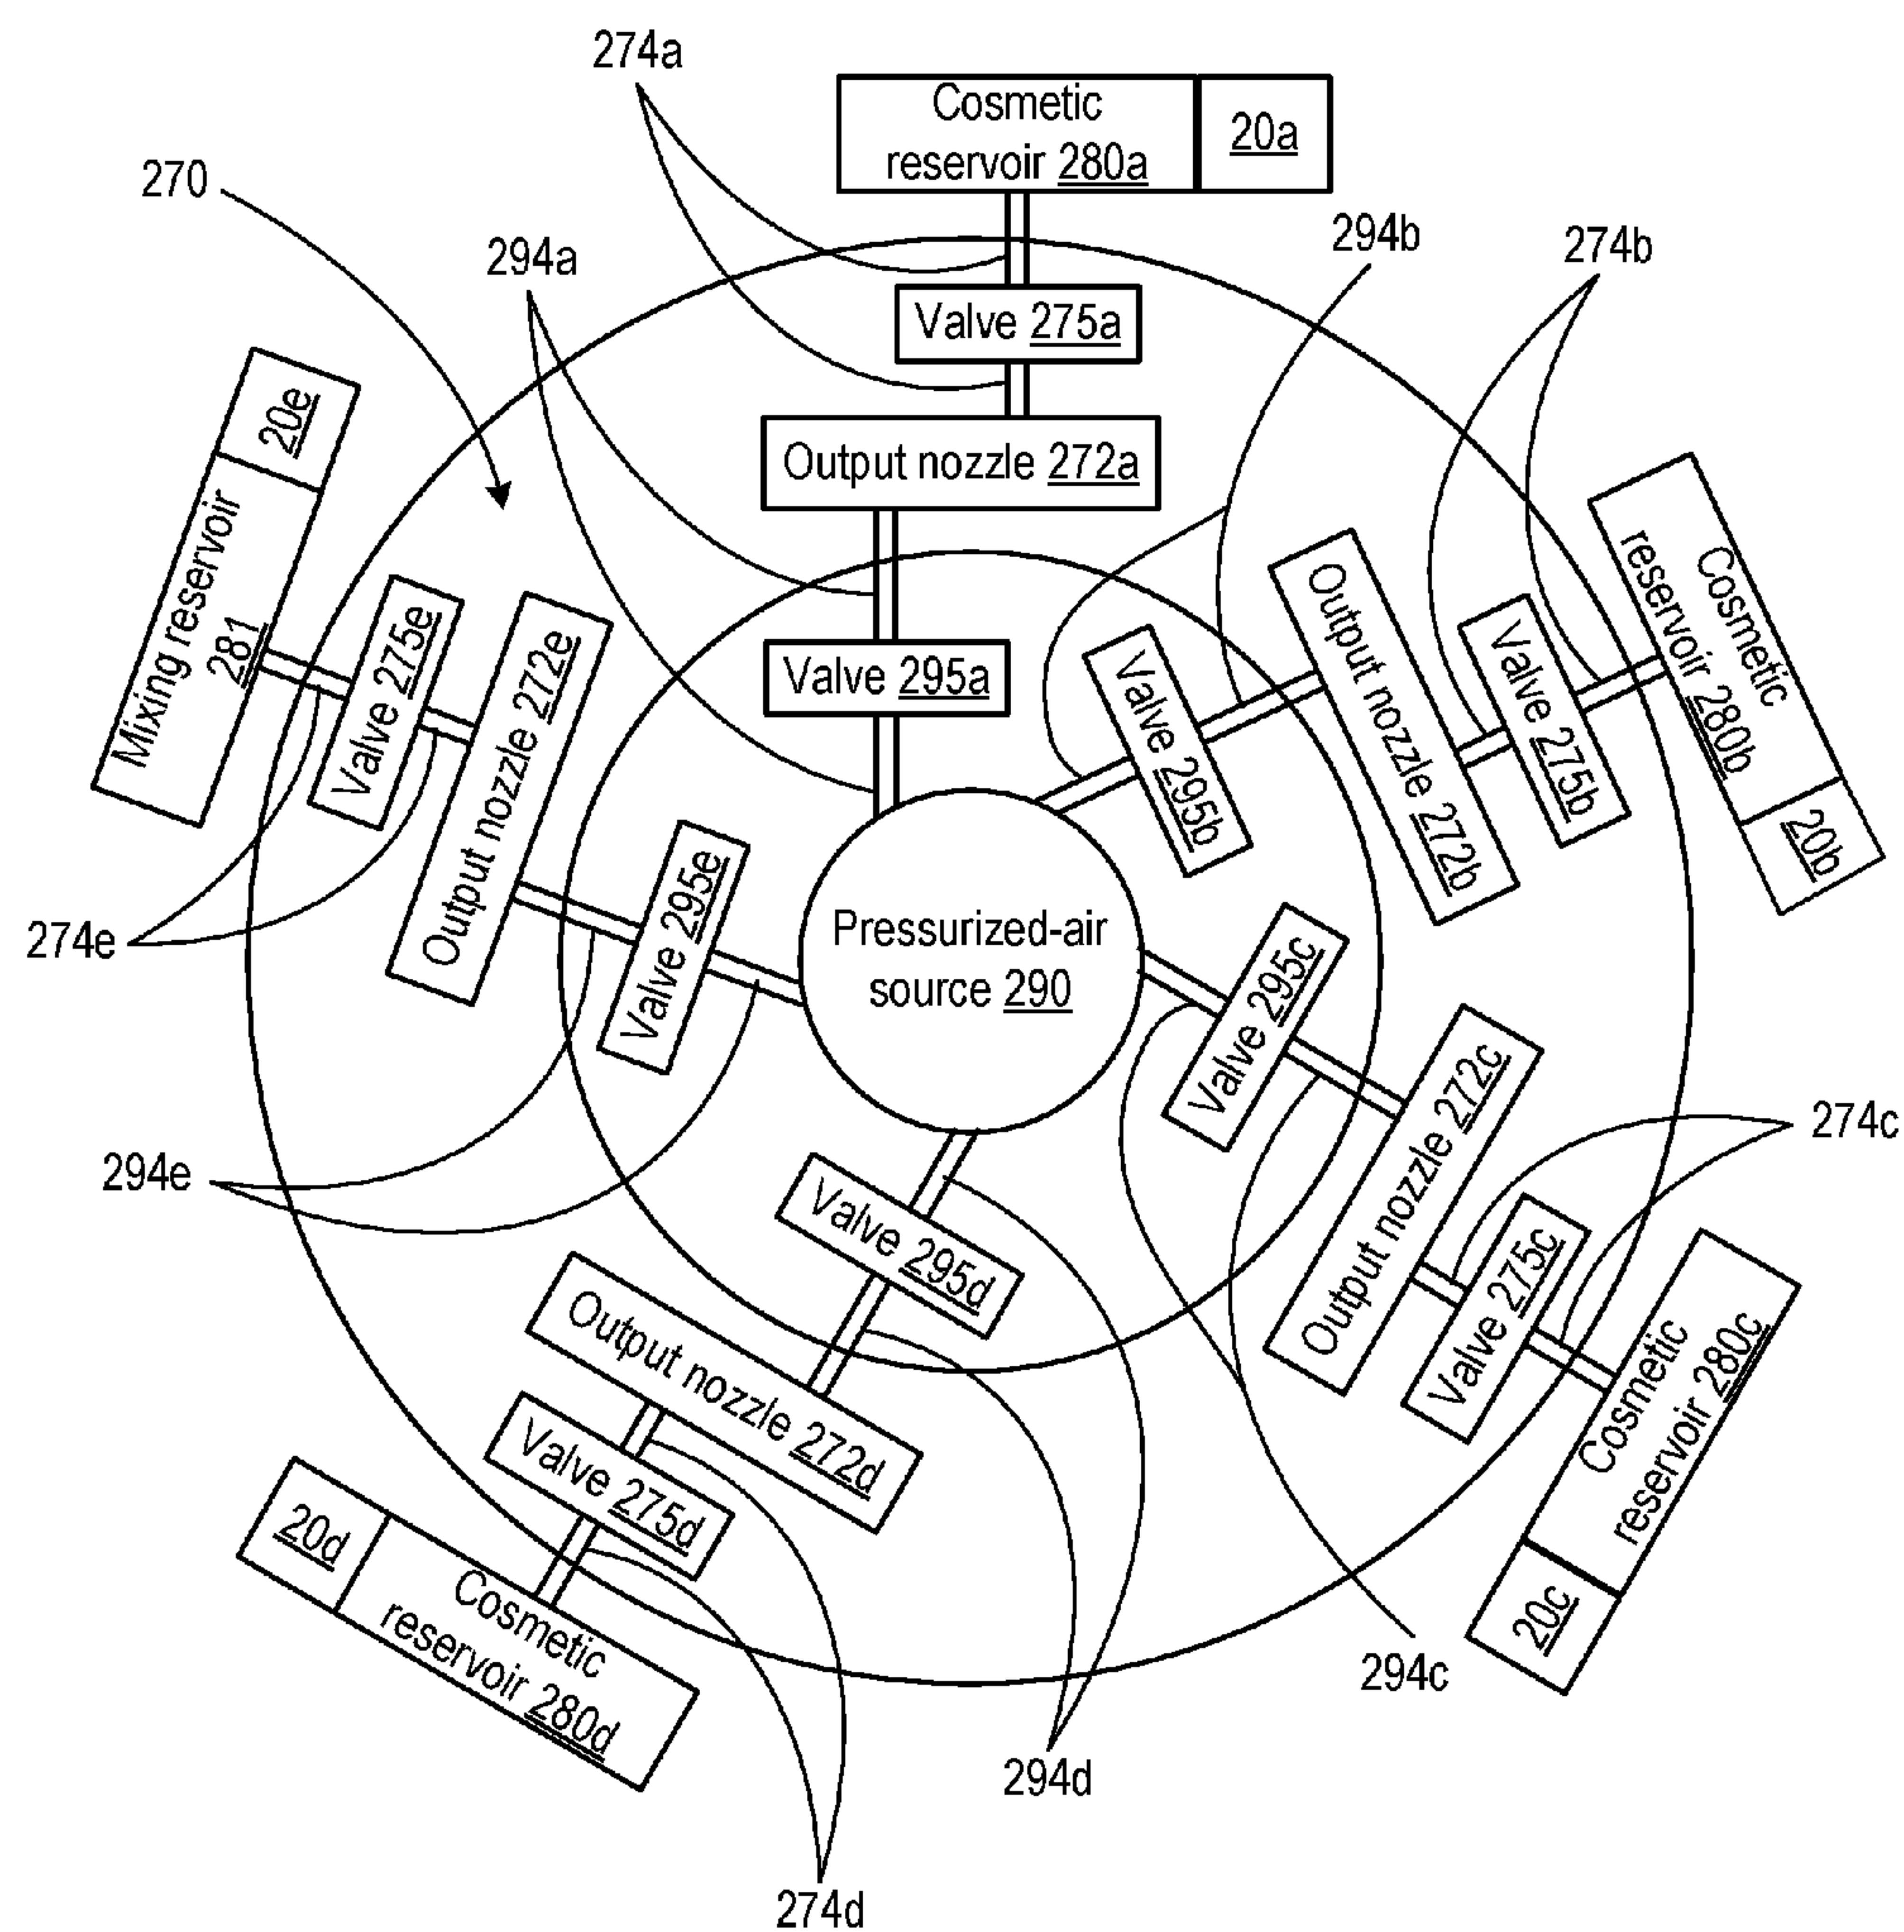 274a
Cosmetic
reservoir 280a
20a
270
294a
294b
274b
Valve 275a
Output nozzle 272a
Valve 295a
20e
Mixing reservoir
281
Valve 275e
Output nozzle 272e
Valve 295e
274e
294e
Pressurized-air
source 290
Valve 295b
Output nozzle 272b
Valve 275b
Cosmetic
reservoir 280b
20b
Valve 295c
Output nozzle 272c
Valve 275c
274c
Cosmetic
reservoir 280c
20c
294c
Valve 295d
Output nozzle 272d
Valve 275d
20d
Cosmetic
reservoir 280d
294d
274d